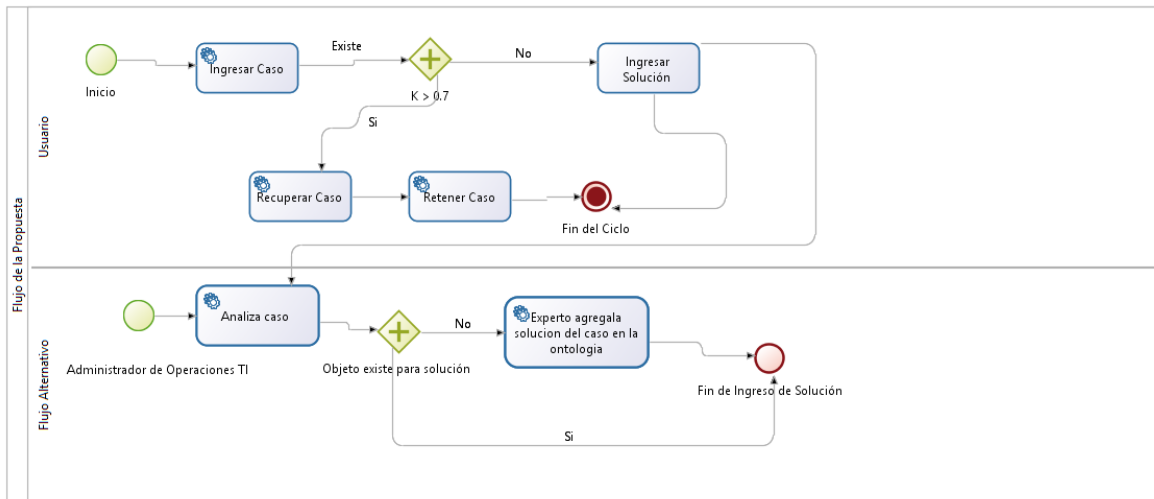 Flujo de la Propuesta
Usuario
Inicio
Ingresar Caso
Existe
K > 0.7
No
Ingresar
Solución
Si
Recuperar Caso
Retener Caso
Fin del Ciclo
Flujo Alternativo
Administrador de Operaciones TI
Analiza caso
Objeto existe para solución
No
Experto agregala
solucion del caso en la
ontologia
Fin de Ingreso de Solución
Si